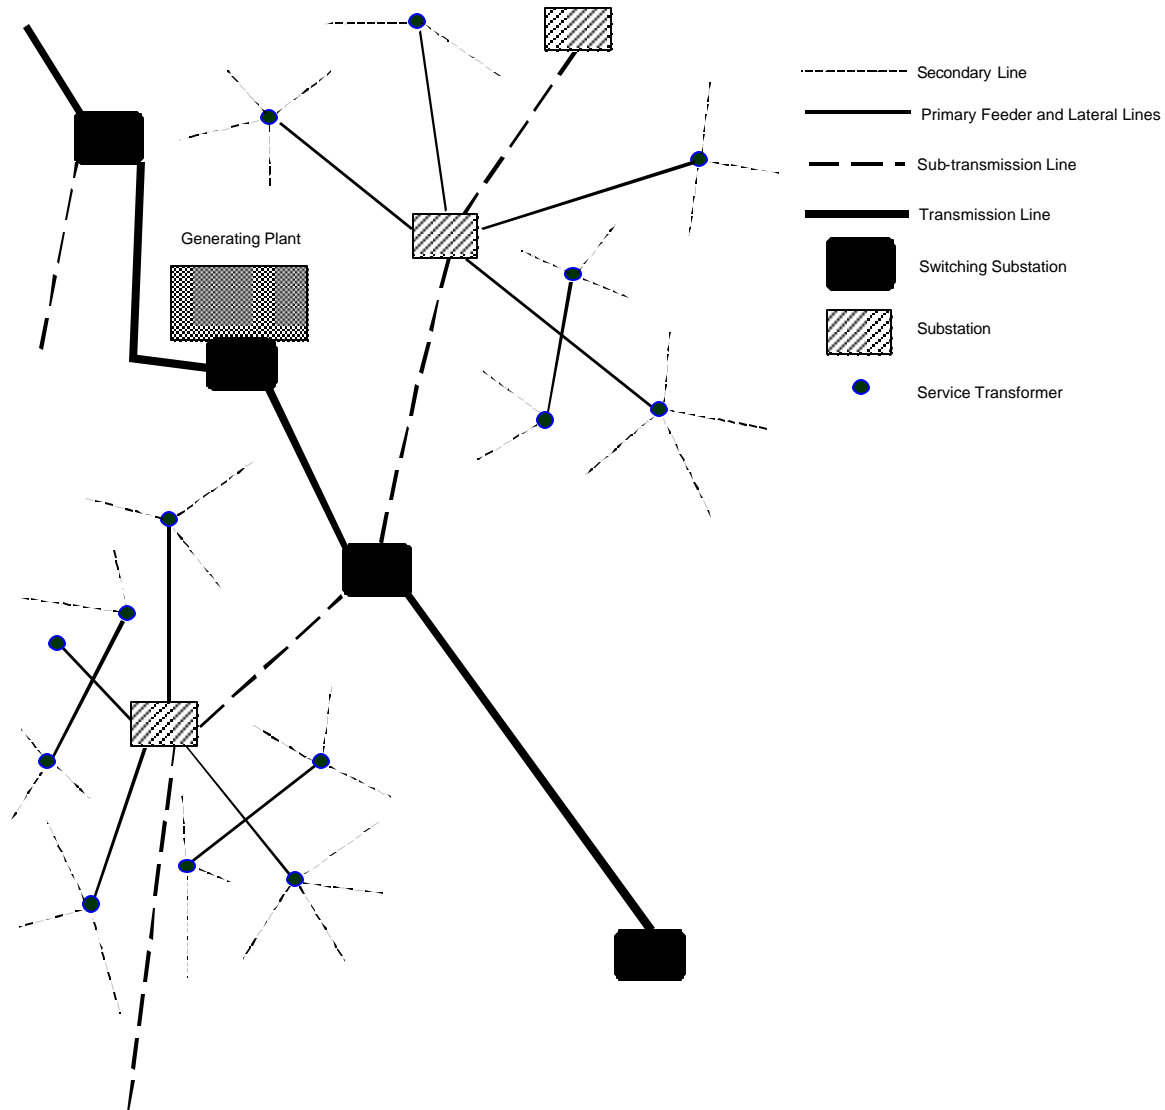 Secondary Line
Primary Feeder and Lateral Lines
Sub-transmission Line
Transmission Line
Generating Plant
Switching Substation
Substation
Service Transformer